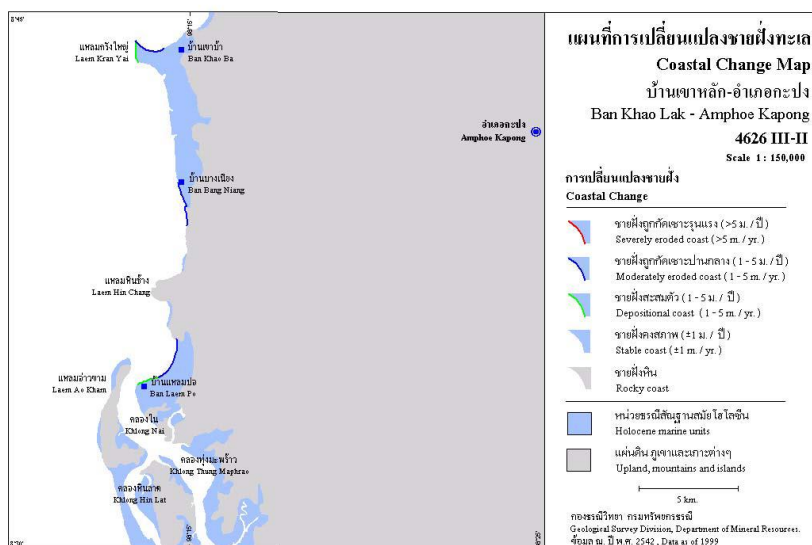 แผนที่การเปลี่ยนแปลงชายฝั่งทะเล
Coastal Change Map
บ้านเขาหลัก-อำเภอกะปง
Ban Khao Lak - Amphoe Kapong
4626 III-II
Scale 1 : 150,000
การเปลี่ยนแปลงชายฝั่ง
Coastal Change
ชายฝั่งถูกกัดเซาะรุนแรง (>5 ม. / ปี)
Severely eroded coast (>5 m. / yr.)
ชายฝั่งถูกกัดเซาะปานกลาง (1 - 5 ม. / ปี)
Moderately eroded coast (1 - 5 m. / yr.)
ชายฝั่งสะสมตัว (1 - 5 ม. / ปี)
Depositional coast (1 - 5 m. / yr.)
ชายฝั่งคงสภาพ (±1 ม. / ปี)
Stable coast (±1 m. / yr.)
ชายฝั่งหิน
Rocky coast
หน่วยธรณีสัณฐานสมัยโฮโลซีน
Holocene marine units
แผ่นดิน ภูเขาและเกาะต่างๆ
Upland, mountains and islands
5 km.
กองธรณีวิทยา กรมทรัพยากรธรณี
Geological Survey Division, Department of Mineral Resources.
ข้อมูล ณ. ปี พ.ศ. 2542 , Data as of 1999
98°15'
แหลมกรังใหญ่
Laem Kran Yai
บ้านเขาบ้า
Ban Khao Ba
อำเภอกะปง
Amphoe Kapong
บ้านบางเนียง
Ban Bang Niang
แหลมหินช้าง
Laem Hin Chang
แหลมอ่าวขาม
Laem Ao Kham
บ้านแหลมปอ
Ban Laem Po
คลองใน
Khlong Nai
คลองทุ่งมะพร้าว
Khlong Thung Maphrao
คลองหินลาด
Khlong Hin Lat
8°30'
98°15'
98°25'